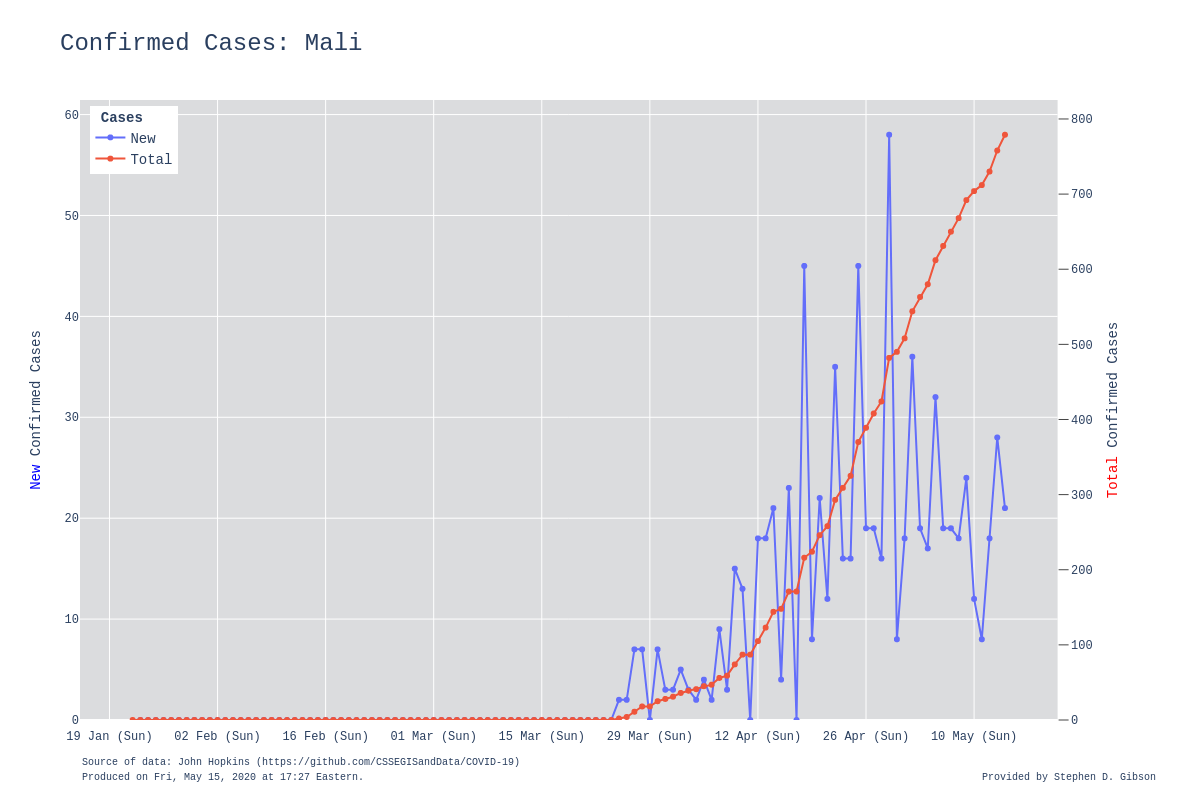 Confirmed Cases: Mali
Cases
New
Total
60
50
40
30
20
10
0
800
700
600
500
400
300
200
100
0
New Confirmed Cases
Total Confirmed Cases
19 Jan (Sun) 02 Feb (Sun) 16 Feb (Sun) 01 Mar (Sun) 15 Mar (Sun) 29 Mar (Sun) 12 Apr (Sun) 26 Apr (Sun) 10 May (Sun)
Source of data: John Hopkins (https://github.com/CSSEGISandData/COVID-19)
Produced on Fri, May 15, 2020 at 17:27 Eastern.
Provided by Stephen D. Gibson